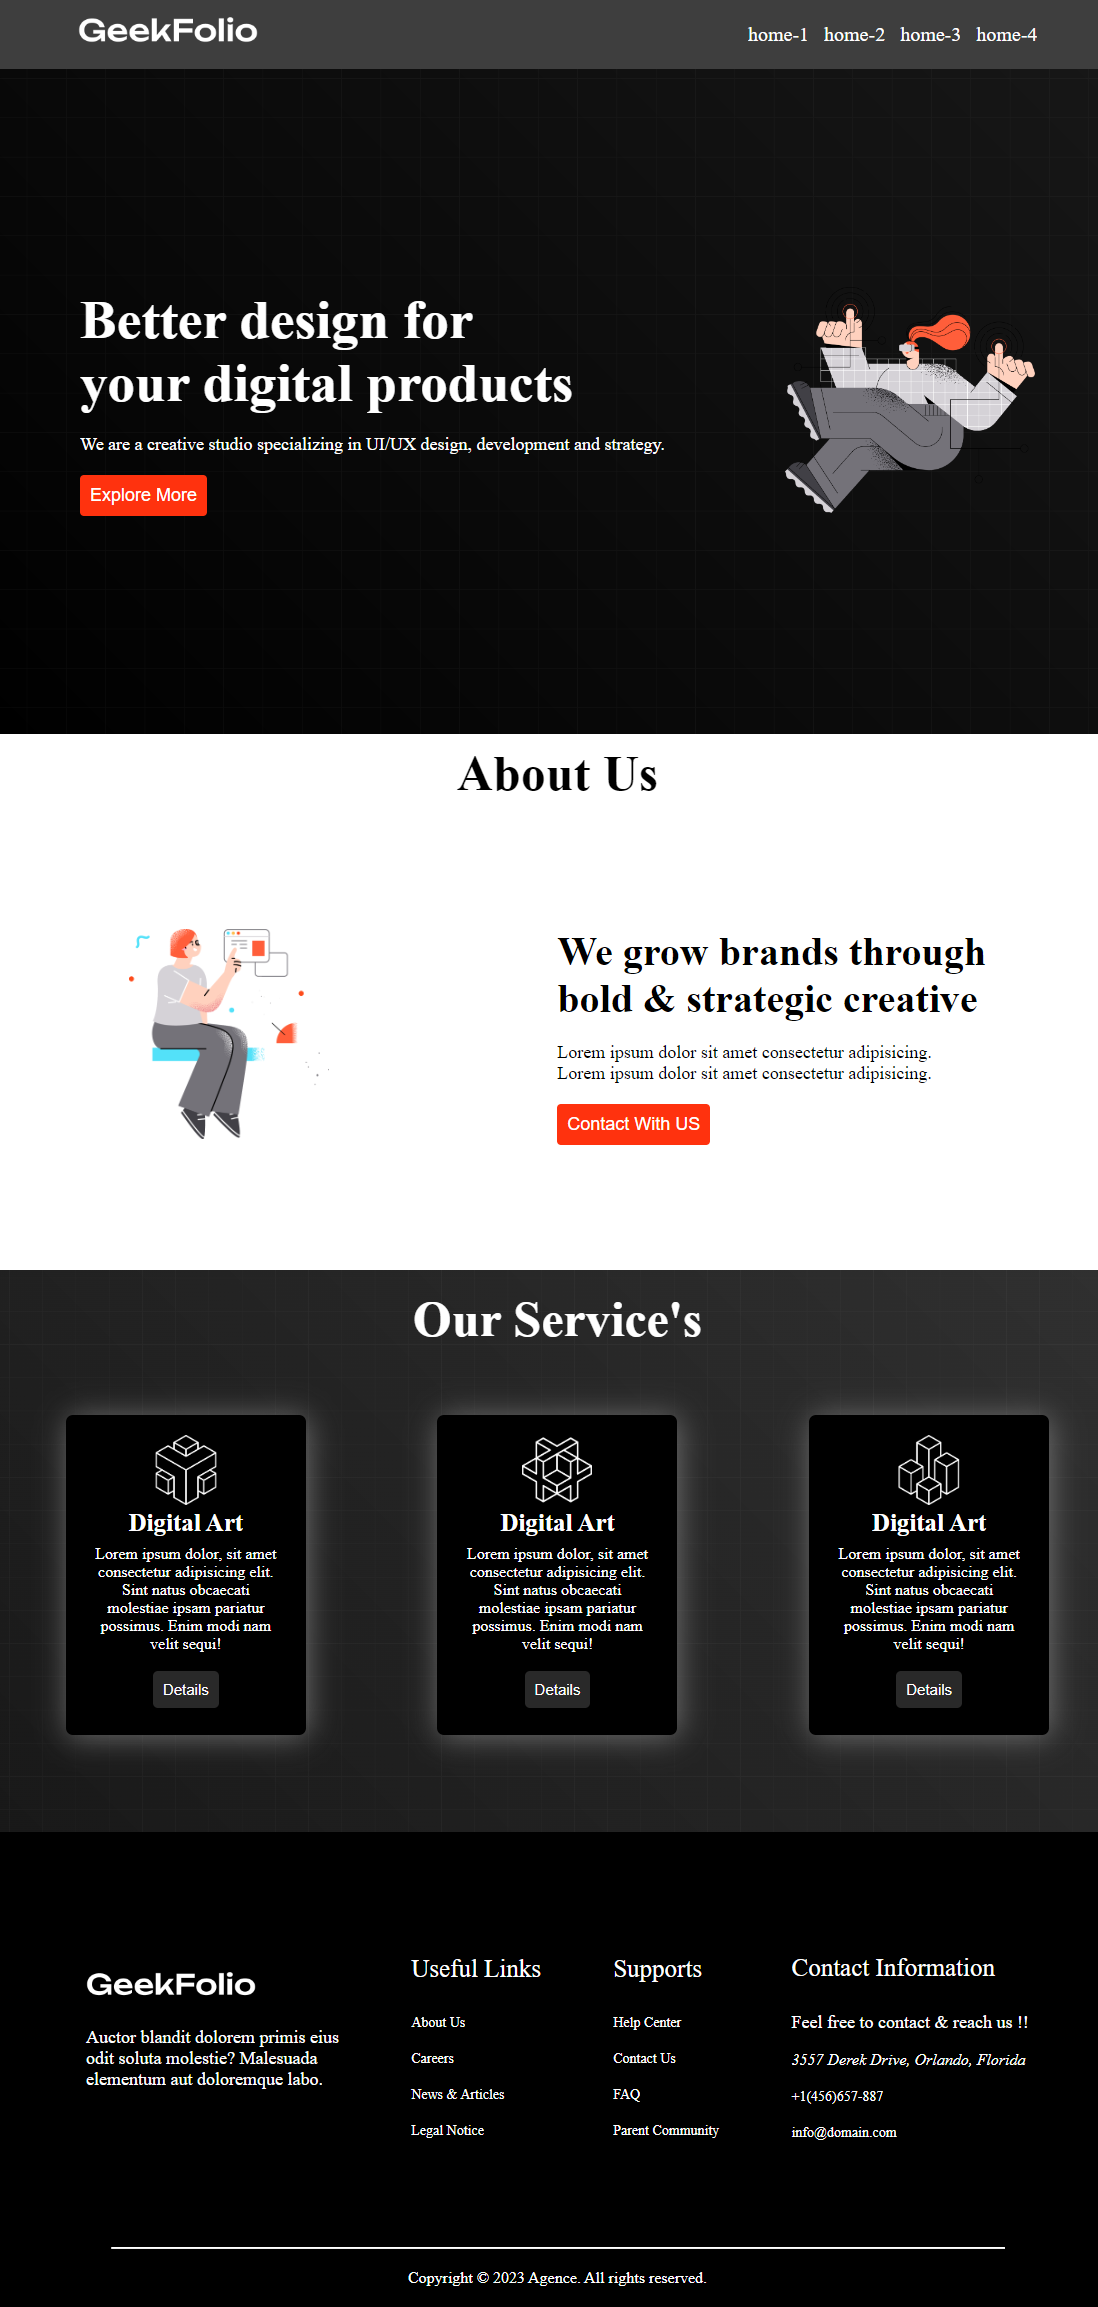 GeekFolio
home-1 home-2 home-3 home-4
Better design for
your digital products
We are a creative studio specializing in UI/UX design, development and strategy.
Explore More
About Us
We grow brands through
bold & strategic creative
Lorem ipsum dolor sit amet consectetur adipisicing.
Lorem ipsum dolor sit amet consectetur adipisicing.
Contact With US
Our Service's
Digital Art
Lorem ipsum dolor, sit amet
consectetur adipisicing elit.
Sint natus obcaecati
molestiae ipsam pariatur
possimus. Enim modi nam
velit sequi!
Details
Digital Art
Lorem ipsum dolor, sit amet
consectetur adipisicing elit.
Sint natus obcaecati
molestiae ipsam pariatur
possimus. Enim modi nam
velit sequi!
Details
Digital Art
Lorem ipsum dolor, sit amet
consectetur adipisicing elit.
Sint natus obcaecati
molestiae ipsam pariatur
possimus. Enim modi nam
velit sequi!
Details
GeekFolio
Auctor blandit dolorem primis eius
odit soluta molestie? Malesuada
elementum aut doloremque labo.
Useful Links
About Us
Careers
News & Articles
Legal Notice
Supports
Help Center
Contact Us
FAQ
Parent Community
Contact Information
Feel free to contact & reach us !!
3557 Derek Drive, Orlando, Florida
+1(456)657-887
info@domain.com
Copyright © 2023 Agence. All rights reserved.